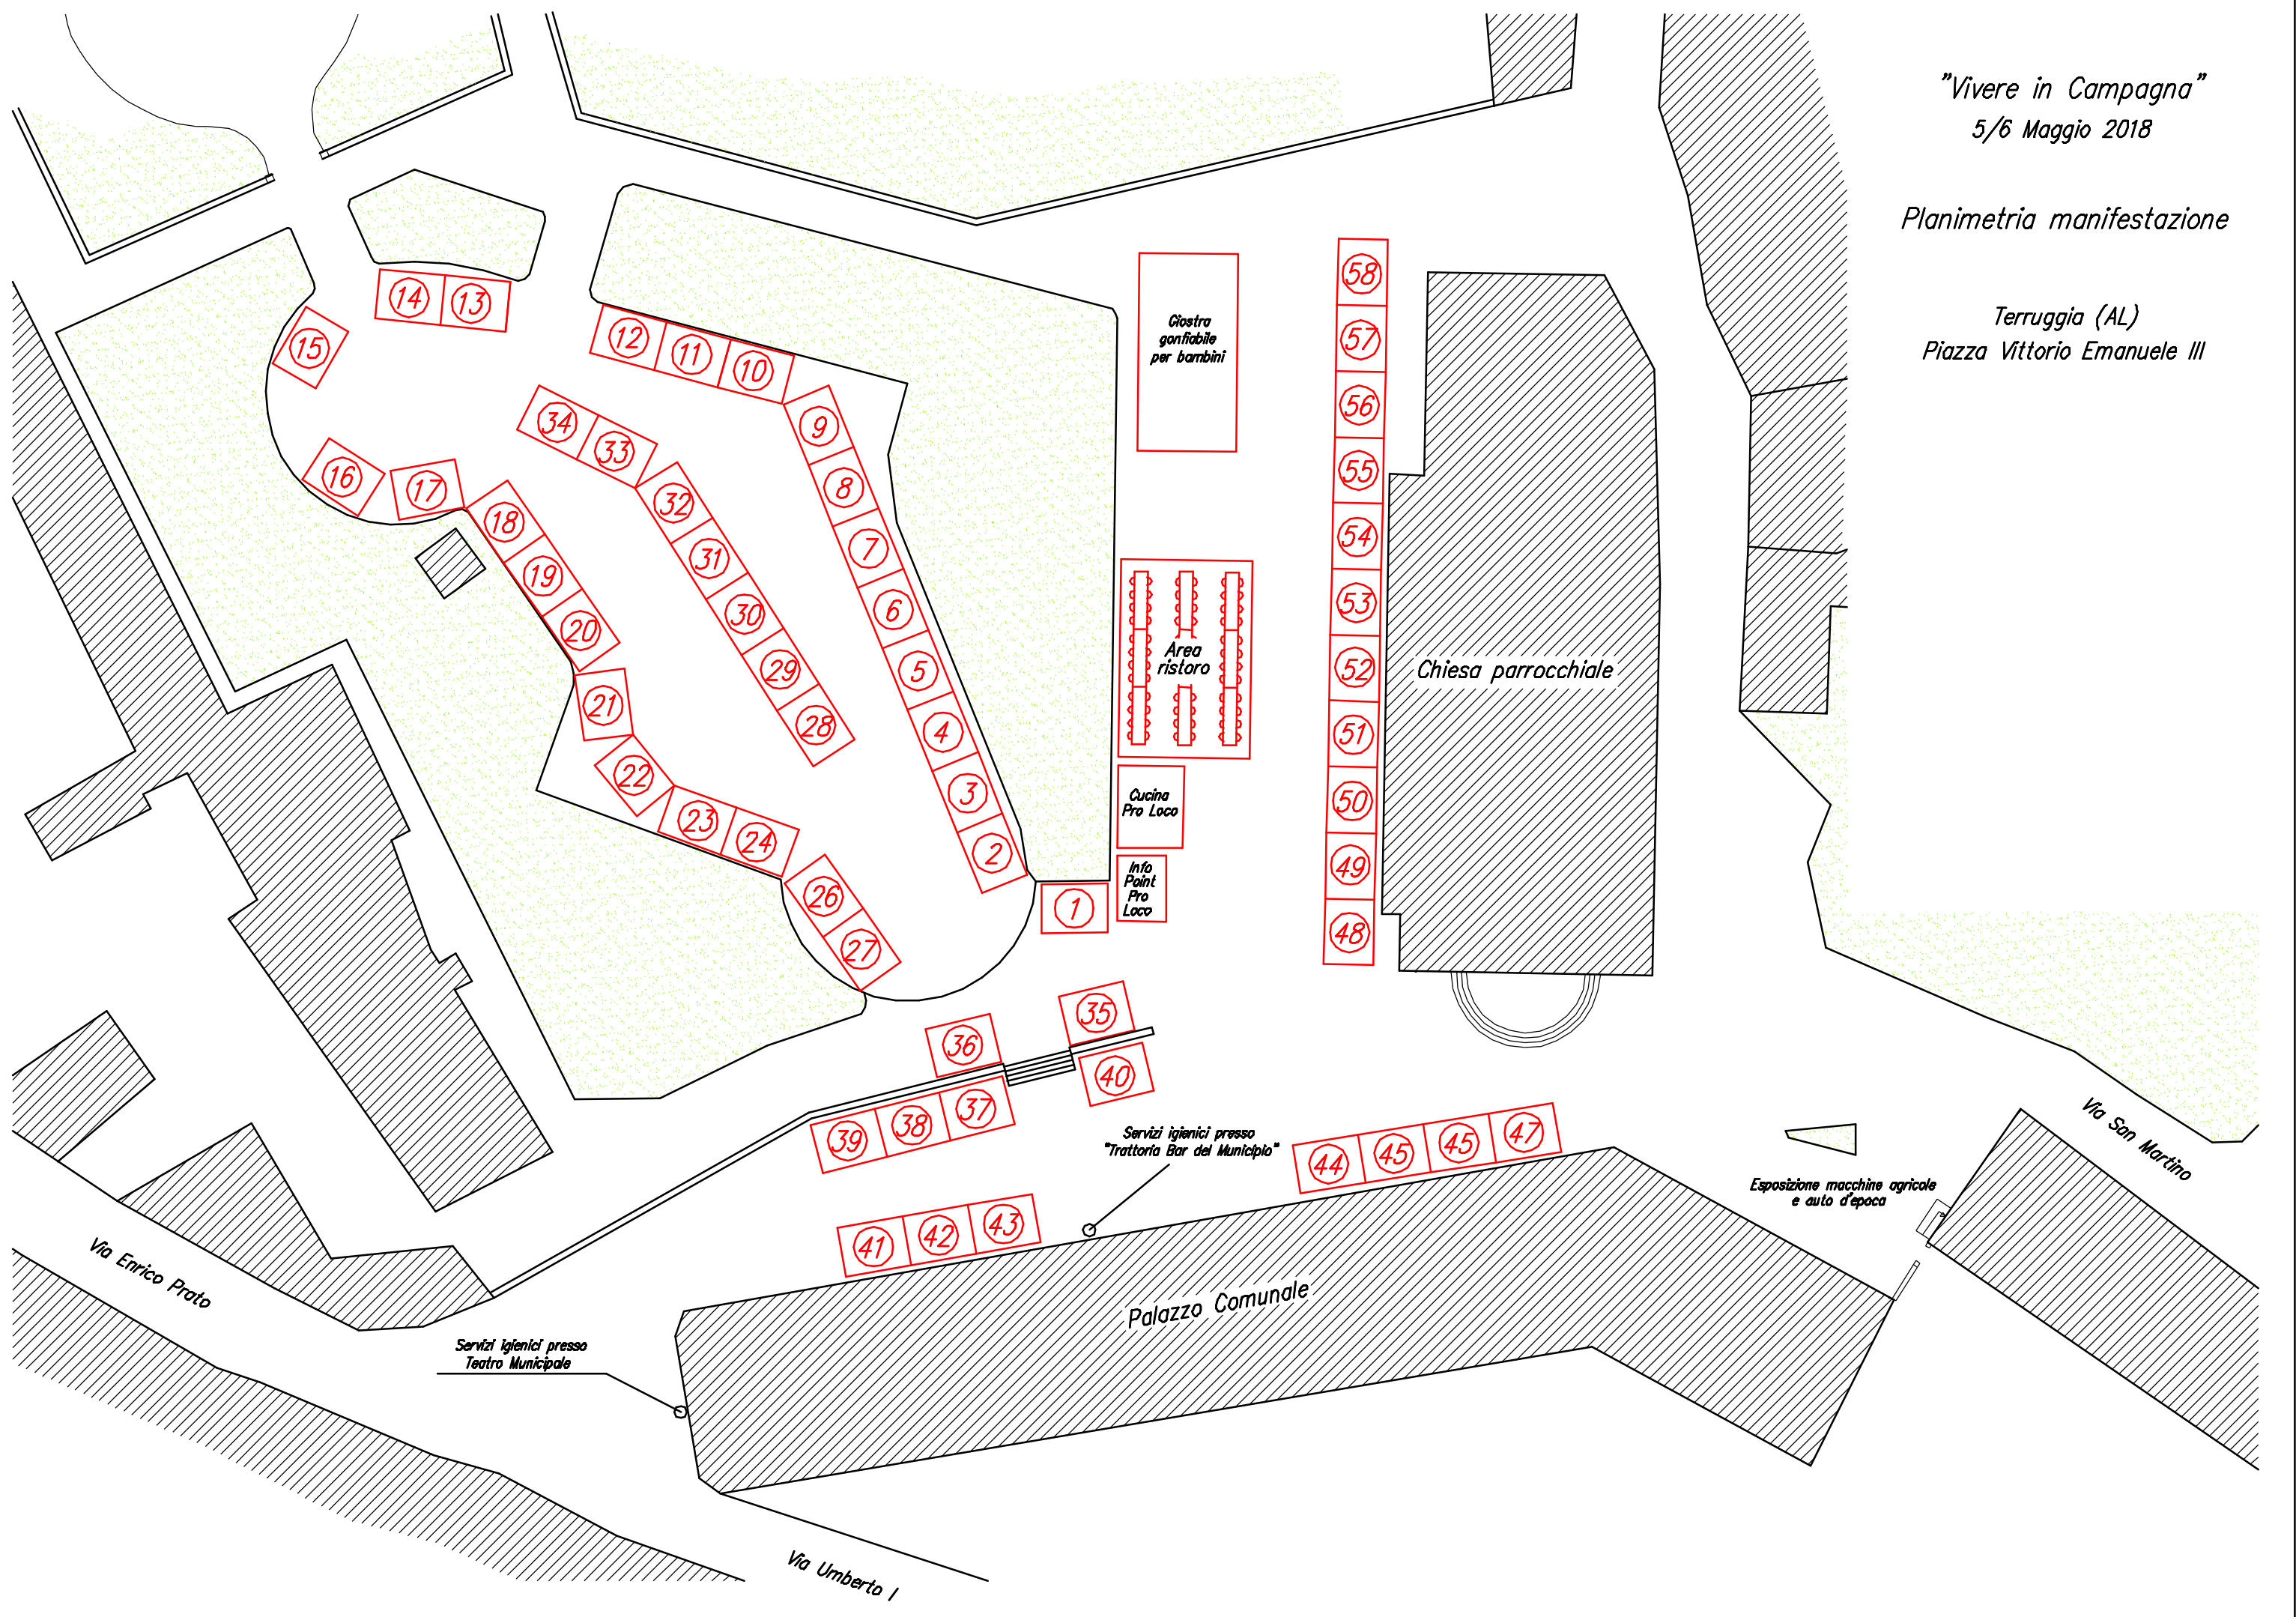 "Vivere in Campagna"
5/6 Maggio 2018
Planimetria manifestazione
Terruggia (AL)
Piazza Vittorio Emanuele III
14
13
15
12
11
10
16
17
34
33
9
8
7
6
5
4
3
2
1
18
19
20
21
22
23
24
26
27
32
31
30
29
28
Giostra
gonfiabile
per bambini
Area
ristoro
Cucina
Pro Loco
Info
Point
Pro
Loco
58
57
56
55
54
53
52
51
50
49
48
Chiesa parrocchiale
35
36
40
37
38
39
Servizi igienici presso
"Trattoria Bar del Municipio"
41
42
43
44
45
45
47
Palazzo Comunale
Esposizione macchine agricole
e auto d'epoca
Via San Martino
Via Enrico Prato
Servizi igienici presso
Teatro Municipale
Via Umberto I